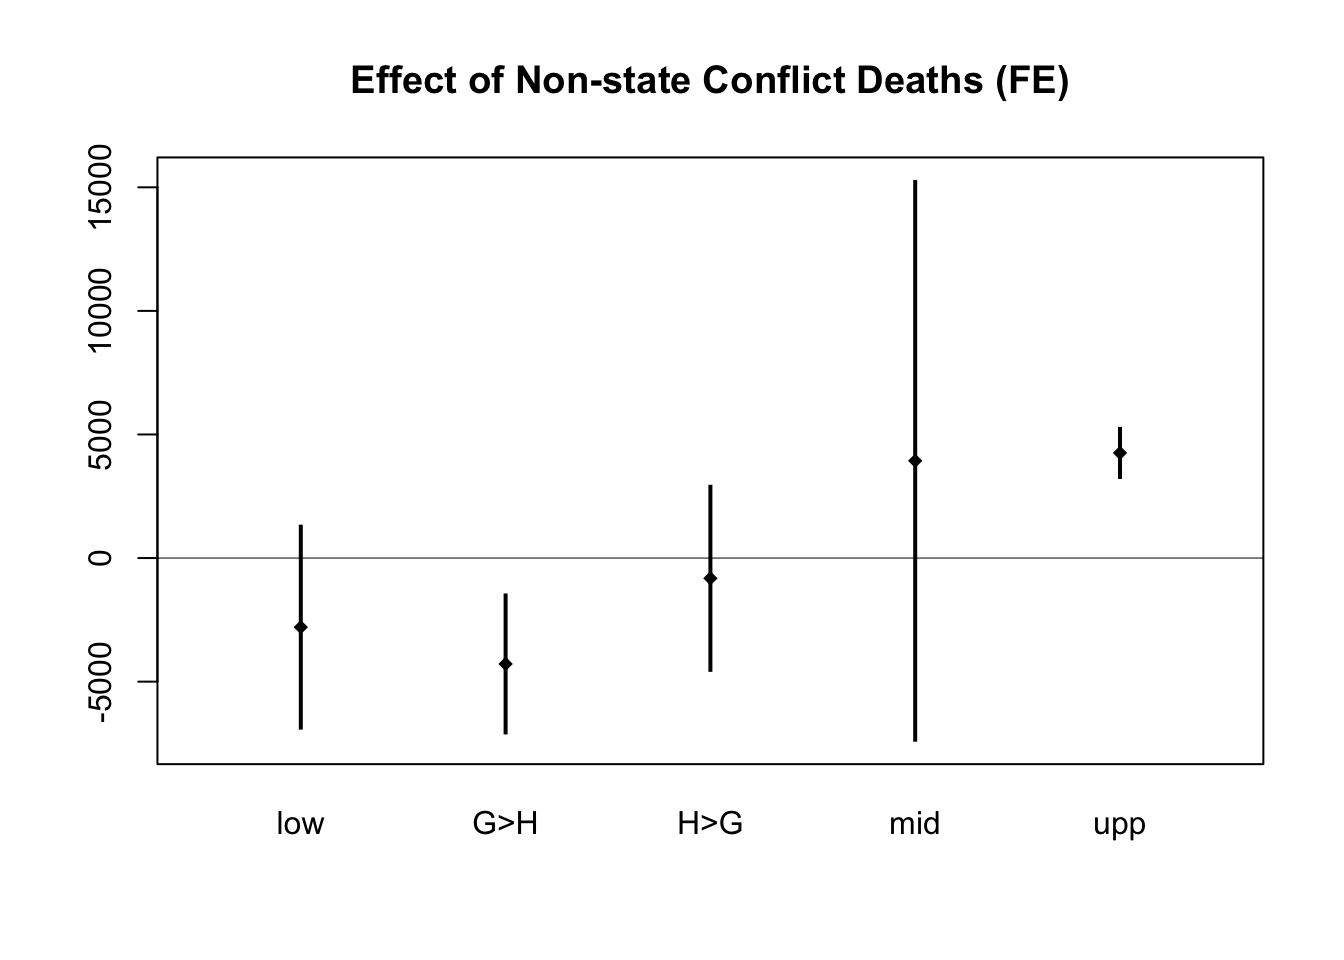 Effect of Non-state Conflict Deaths (FE)
15000
10000
5000
0
-5000
low G>H H>G mid upp